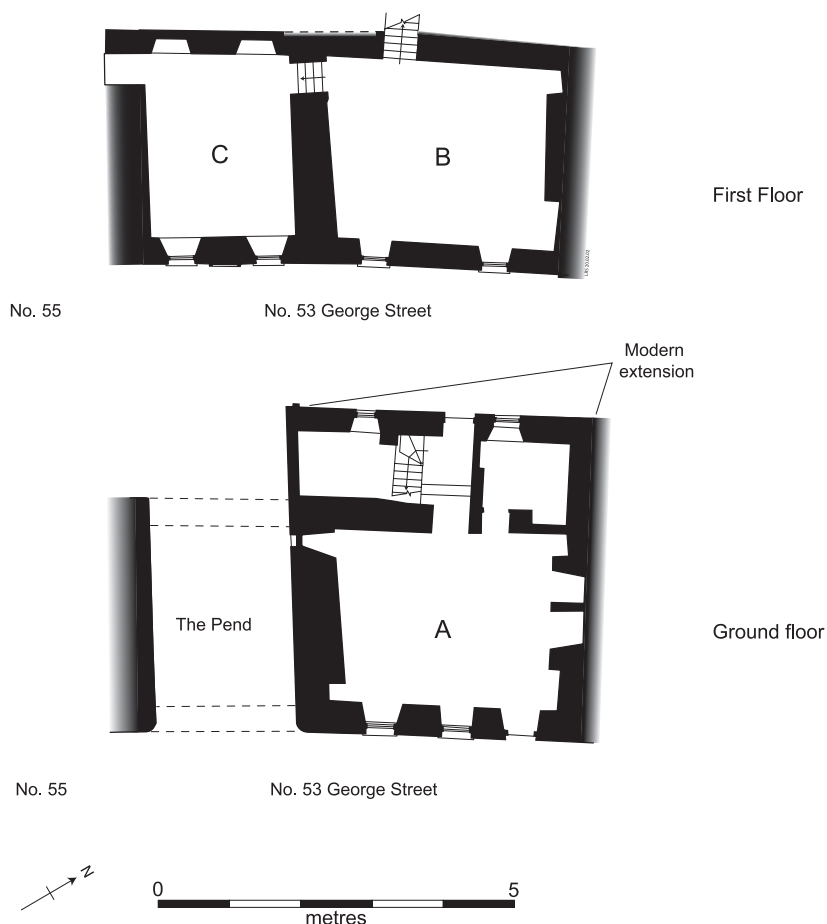 C
B
First Floor
No. 55
No. 53 George Street
Modern
extension
The Pend
A
Ground floor
No. 55
No. 53 George Street
N
0
5
metres